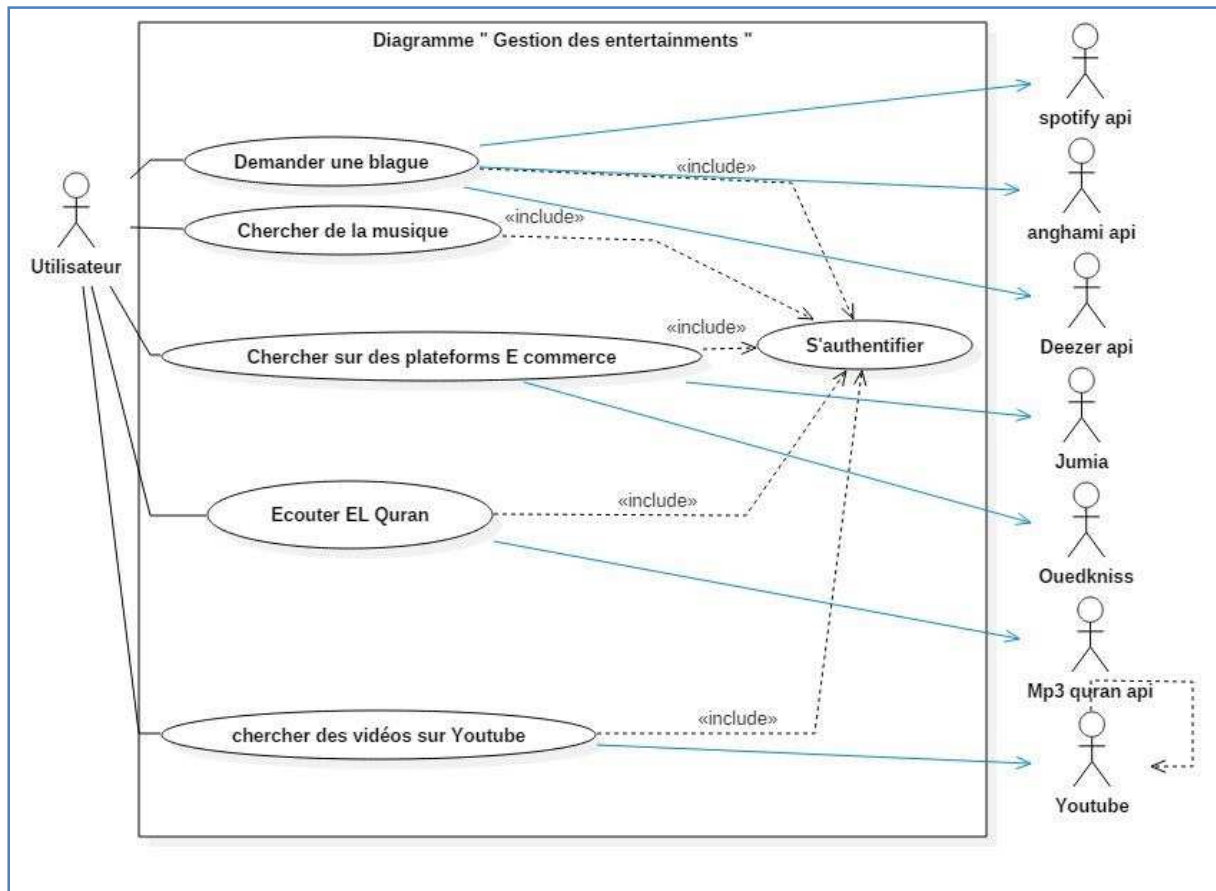 Diagramme " Gestion des entertainments "
spotify api
Demander une blague
«include»
anghami api
Chercher de la musique
«include»
Utilisateur
Deezer api
Chercher sur des plateforms E commerce
«include»
S'authentifier
Jumia
Ecouter EL Quran
«include»
Ouedkniss
Mp3 quran api
chercher des vidéos sur Youtube
«include»
Youtube